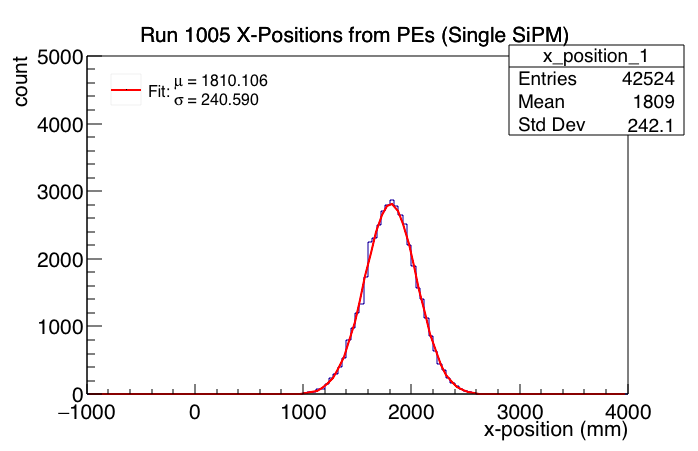 Run 1005 X-Positions from PEs (Single SiPM)
x_position_1
Entries 42524
Mean 1809
Std Dev 242.1
Fit: μ = 1810.106
σ = 240.590
count
5000
4000
3000
2000
1000
0
−1000 0 1000 2000 3000 4000
x-position (mm)